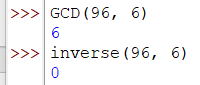 >>> GCD(96, 6)
6
>>> inverse(96, 6)
0